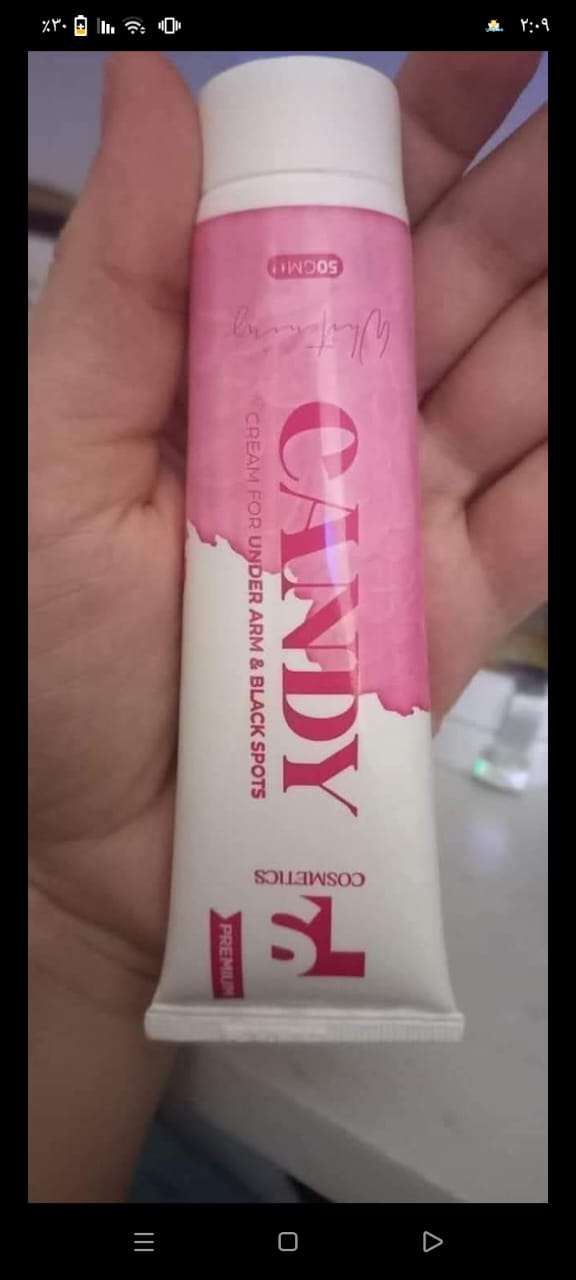 ٪٣٠
٢:٠٩
50GM
Whitening
CANDY
CREAM FOR UNDER ARM & BLACK SPOTS
COSMETICS
PREMIUM